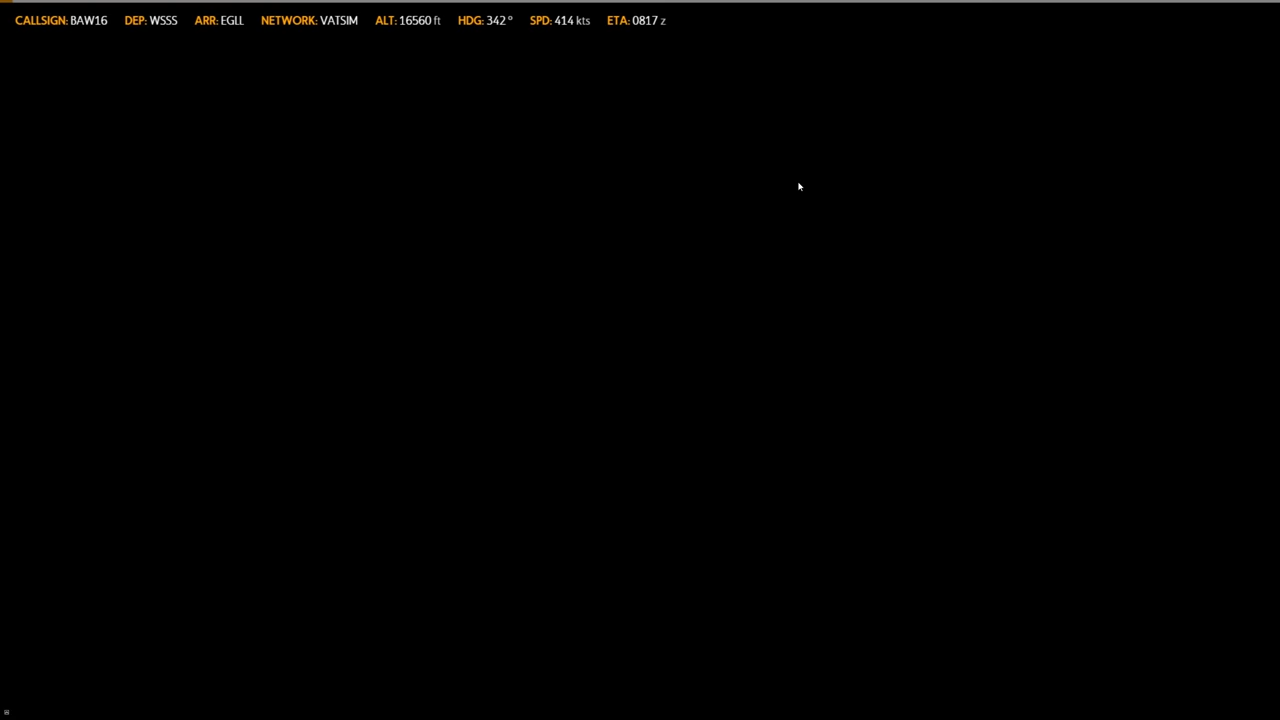 CALLSIGN: BAW16 DEP: WSSS ARR: EGLL NETWORK: VATSIM ALT: 16560 ft HDG: 342 º SPD: 414 kts ETA: 0817 z